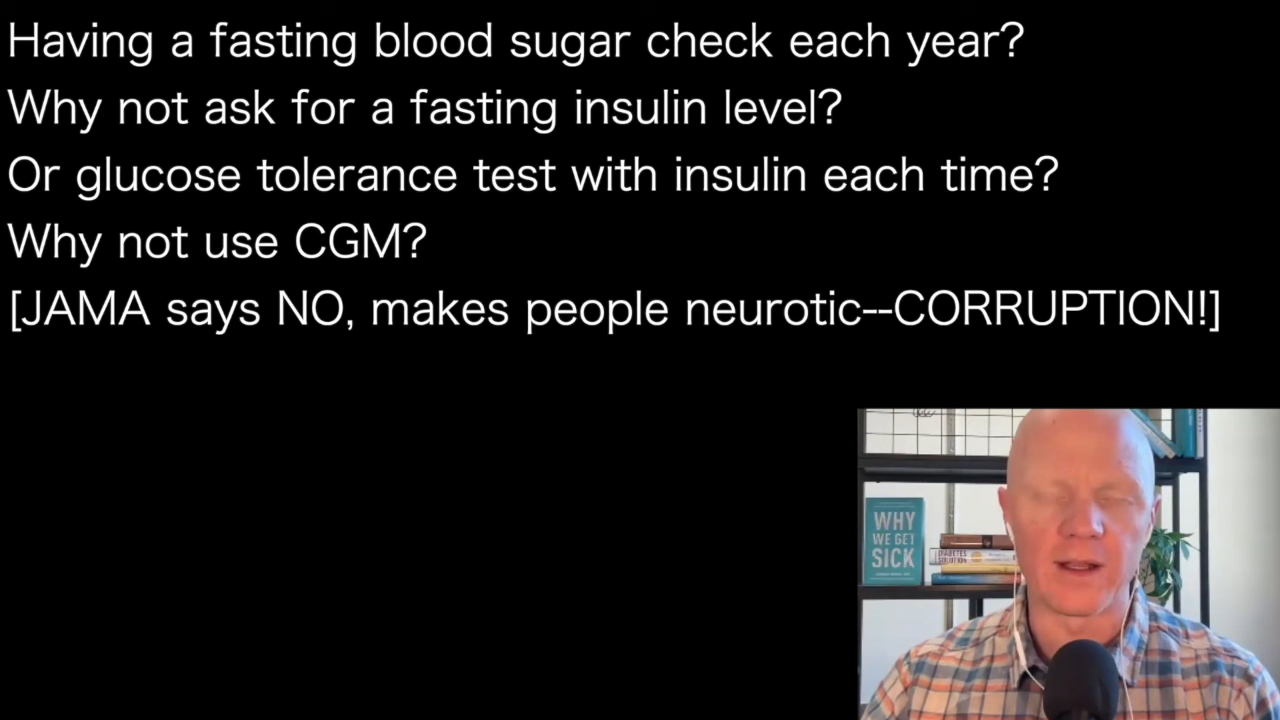 Having a fasting blood sugar check each year?
Why not ask for a fasting insulin level?
Or glucose tolerance test with insulin each time?
Why not use CGM?
[JAMA says NO, makes people neurotic--CORRUPTION!]
WHY
WE GET
SICK
DIABETES
SOLUTION